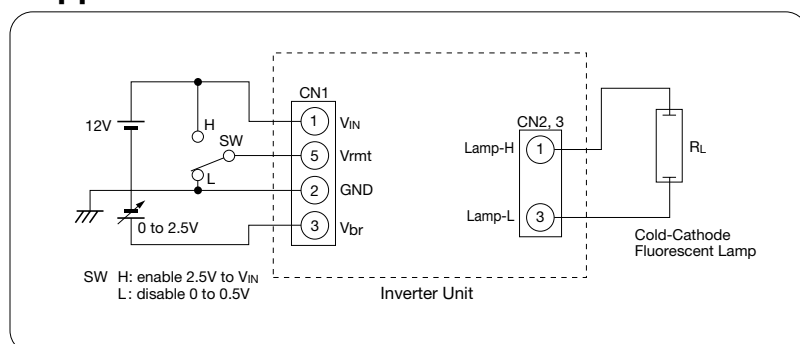 CN1
12V
H
SW
L
1 VIN
5 Vrmt
2 GND
3 Vbr
0 to 2.5V
SW H: enable 2.5V to VIN
L: disable 0 to 0.5V
CN2, 3
Lamp-H 1
Lamp-L 3
RL
Cold-Cathode
Fluorescent Lamp
Inverter Unit